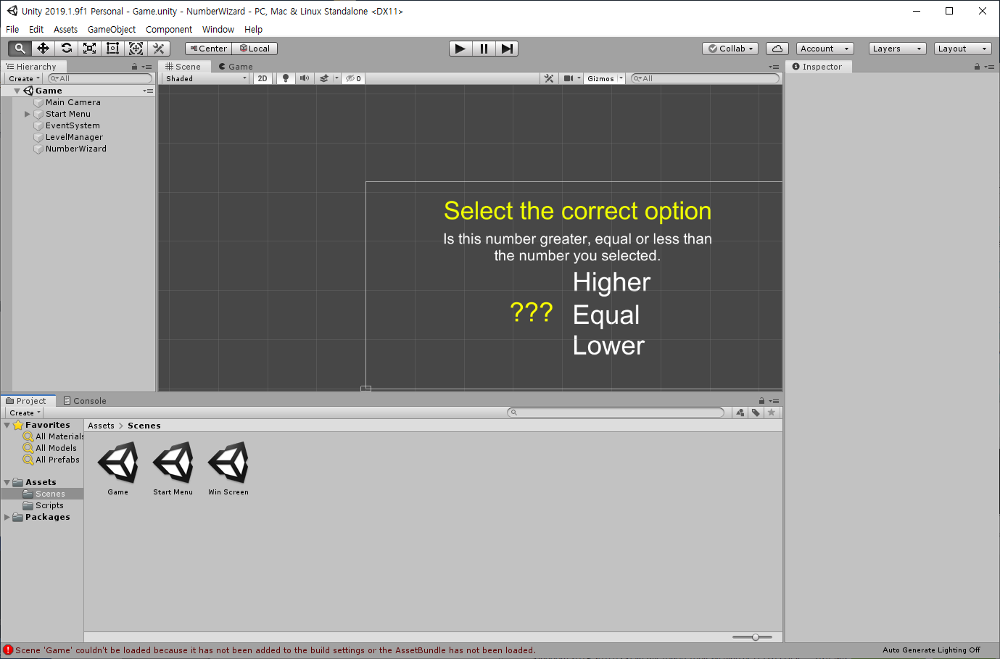 Unity 2019.1.9f1 Personal - Game.unity - NumberWizard - PC, Mac & Linux Standalone <DX11>
File Edit Assets GameObject Component Window Help
Center Local Collab Account Layers Layout
Hierarchy Scene Game Inspector
Create All Shaded 2D 0 Gizmos All
Game
Main Camera
Start Menu
EventSystem
LevelManager
NumberWizard
Select the correct option
Is this number greater, equal or less than
the number you selected.
Higher
??? Equal
Lower
Project Console
Create
Favorites
All Materials
All Models
All Prefabs
Assets
Scenes
Scripts
Packages
Assets > Scenes
Game Start Menu Win Screen
Scene 'Game' couldn't be loaded because it has not been added to the build settings or the AssetBundle has not been loaded.
Auto Generate Lighting Off